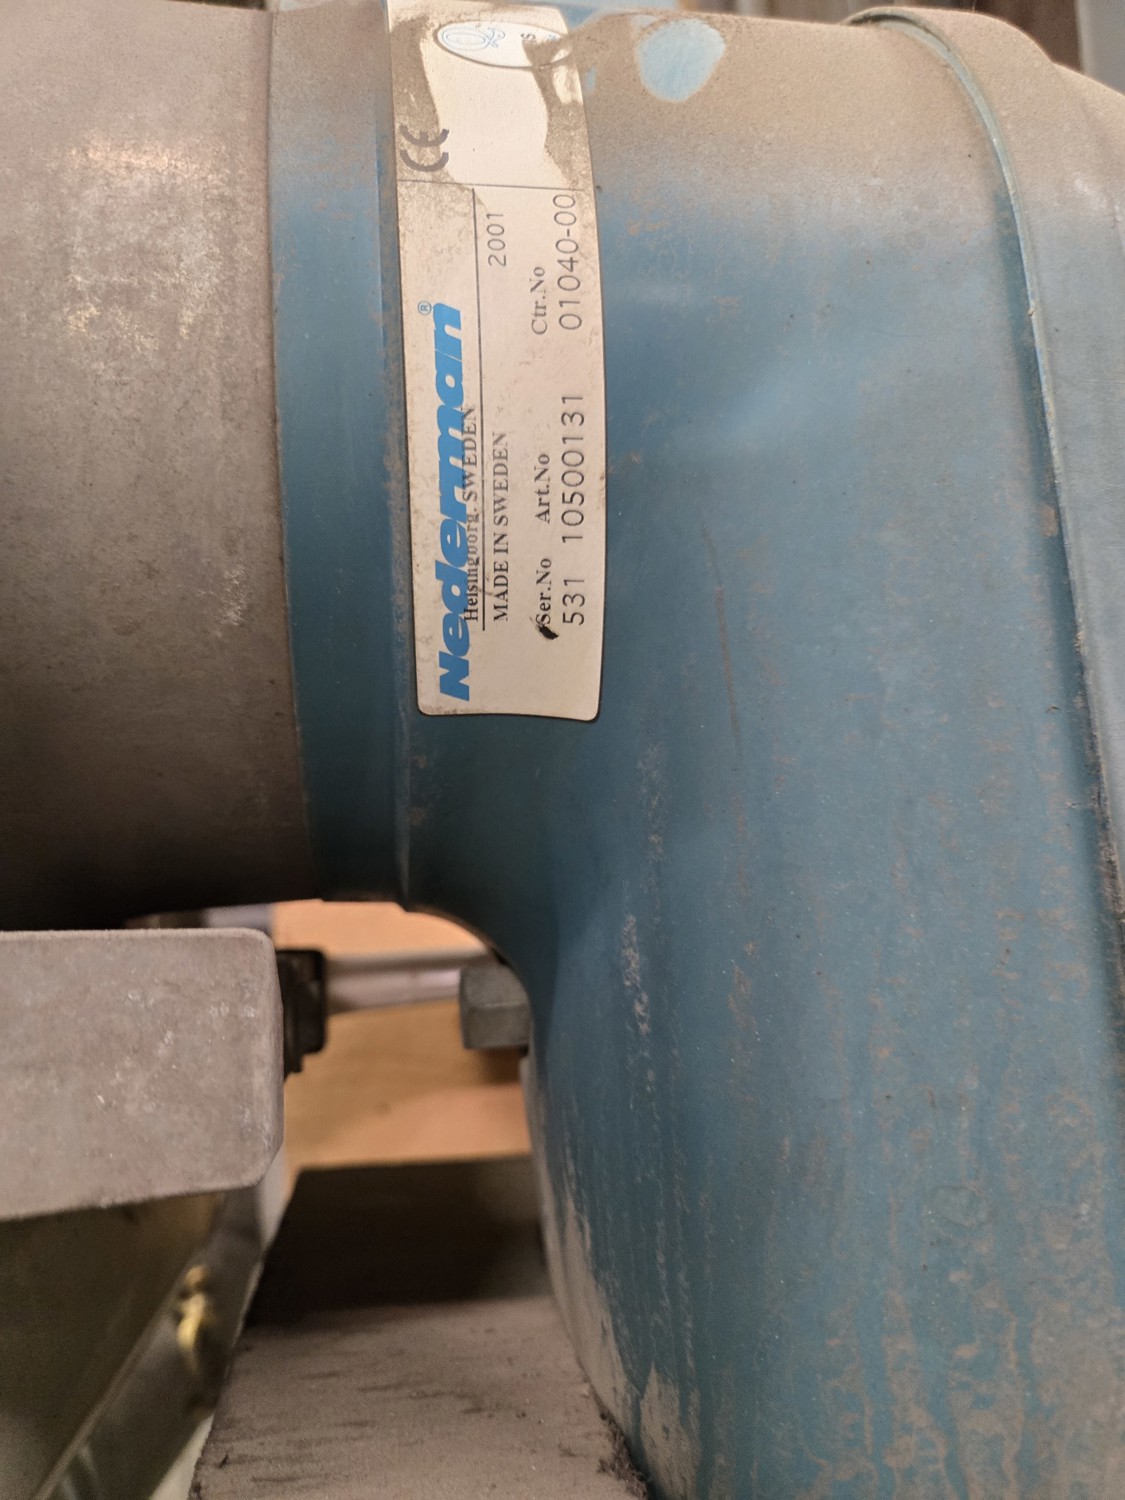 Nederman®
Helsingborg. SWEDEN
MADE IN SWEDEN 2001
Ser.No Art.No Ctr.No
531 10500131 01040-00
CE